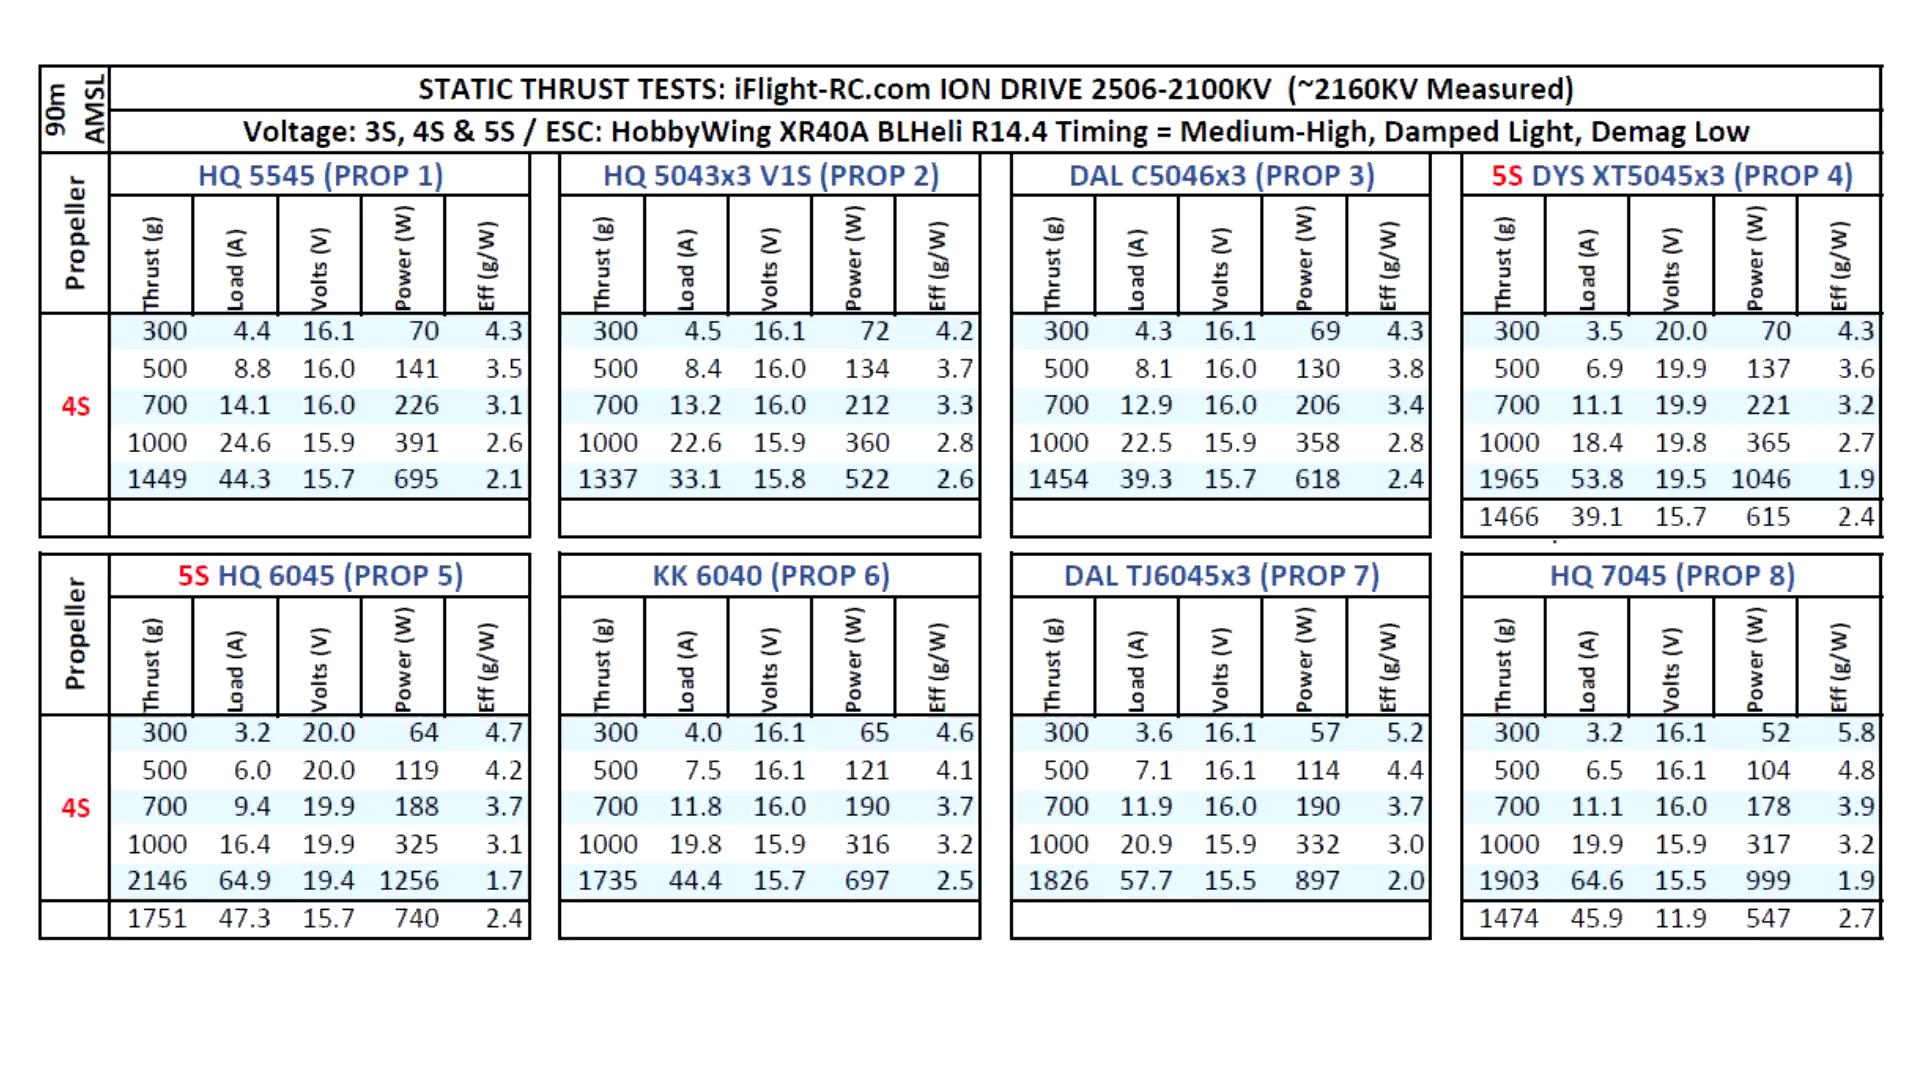 90m AMSL
STATIC THRUST TESTS: iFlight-RC.com ION DRIVE 2506-2100KV (~2160KV Measured)
Voltage: 3S, 4S & 5S / ESC: HobbyWing XR40A BLHeli R14.4 Timing = Medium-High, Damped Light, Demag Low
Propeller HQ 5545 (PROP 1) HQ 5043x3 V1S (PROP 2) DAL C5046x3 (PROP 3) 5S DYS XT5045x3 (PROP 4)
Thrust (g) Load (A) Volts (V) Power (W) Eff (g/W) Thrust (g) Load (A) Volts (V) Power (W) Eff (g/W) Thrust (g) Load (A) Volts (V) Power (W) Eff (g/W) Thrust (g) Load (A) Volts (V) Power (W) Eff (g/W)
300 4.4 16.1 70 4.3 300 4.5 16.1 72 4.2 300 4.3 16.1 69 4.3 300 3.5 20.0 70 4.3
500 8.8 16.0 141 3.5 500 8.4 16.0 134 3.7 500 8.1 16.0 130 3.8 500 6.9 19.9 137 3.6
4S 700 14.1 16.0 226 3.1 700 13.2 16.0 212 3.3 700 12.9 16.0 206 3.4 700 11.1 19.9 221 3.2
1000 24.6 15.9 391 2.6 1000 22.6 15.9 360 2.8 1000 22.5 15.9 358 2.8 1000 18.4 19.8 365 2.7
1449 44.3 15.7 695 2.1 1337 33.1 15.8 522 2.6 1454 39.3 15.7 618 2.4 1965 53.8 19.5 1046 1.9
1466 39.1 15.7 615 2.4
Propeller 5S HQ 6045 (PROP 5) KK 6040 (PROP 6) DAL TJ6045x3 (PROP 7) HQ 7045 (PROP 8)
Thrust (g) Load (A) Volts (V) Power (W) Eff (g/W) Thrust (g) Load (A) Volts (V) Power (W) Eff (g/W) Thrust (g) Load (A) Volts (V) Power (W) Eff (g/W) Thrust (g) Load (A) Volts (V) Power (W) Eff (g/W)
300 3.2 20.0 64 4.7 300 4.0 16.1 65 4.6 300 3.6 16.1 57 5.2 300 3.2 16.1 52 5.8
500 6.0 20.0 119 4.2 500 7.5 16.1 121 4.1 500 7.1 16.1 114 4.4 500 6.5 16.1 104 4.8
4S 700 9.4 19.9 188 3.7 700 11.8 16.0 190 3.7 700 11.9 16.0 190 3.7 700 11.1 16.0 178 3.9
1000 16.4 19.9 325 3.1 1000 19.8 15.9 316 3.2 1000 20.9 15.9 332 3.0 1000 19.9 15.9 317 3.2
2146 64.9 19.4 1256 1.7 1735 44.4 15.7 697 2.5 1826 57.7 15.5 897 2.0 1903 64.6 15.5 999 1.9
1751 47.3 15.7 740 2.4 1474 45.9 11.9 547 2.7